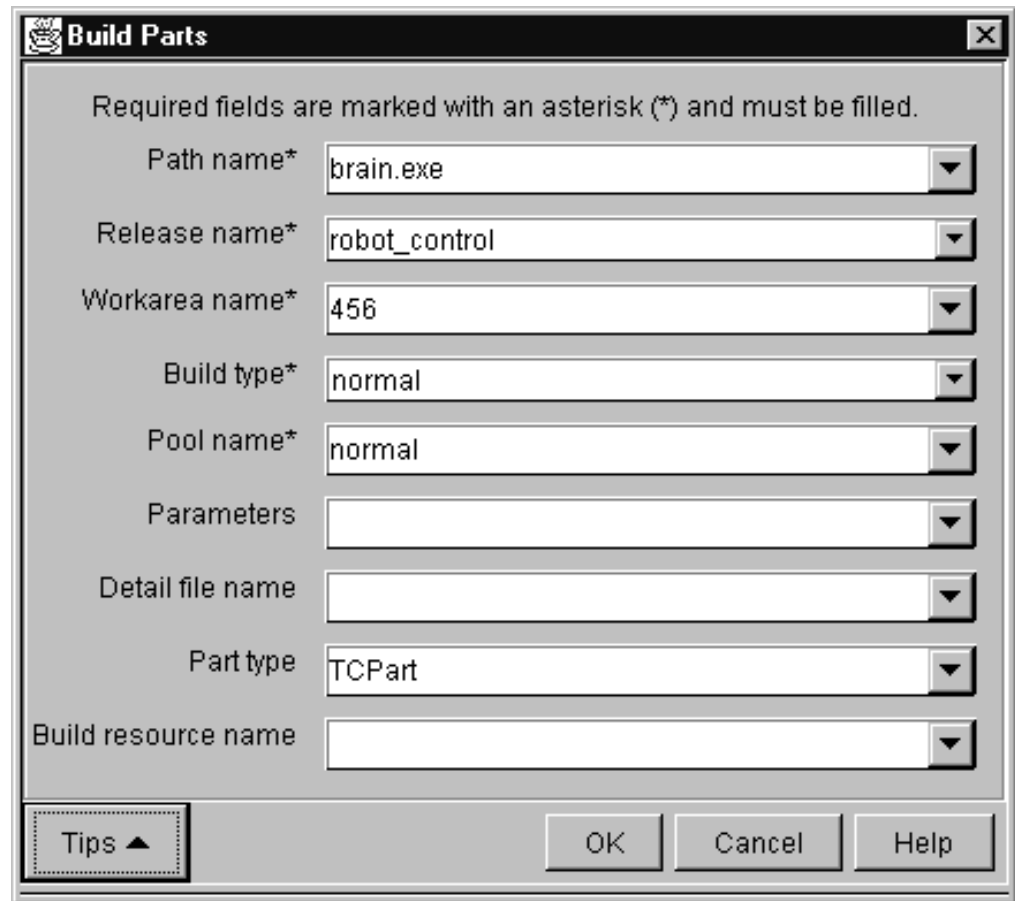 Build Parts
Required fields are marked with an asterisk (*) and must be filled.
Path name* brain.exe
Release name* robot_control
Workarea name* 456
Build type* normal
Pool name* normal
Parameters
Detail file name
Part type TCPart
Build resource name
Tips OK Cancel Help